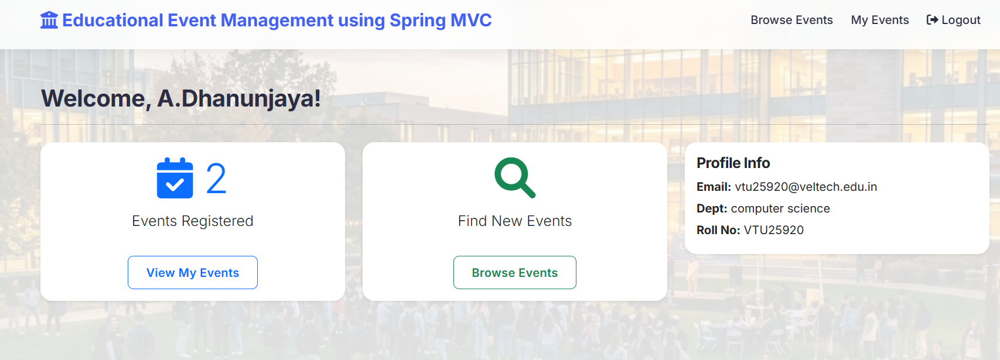 Educational Event Management using Spring MVC
Browse Events
My Events
Logout
Welcome, A.Dhanunjaya!
2
Events Registered
View My Events
Find New Events
Browse Events
Profile Info
Email: vtu25920@veltech.edu.in
Dept: computer science
Roll No: VTU25920